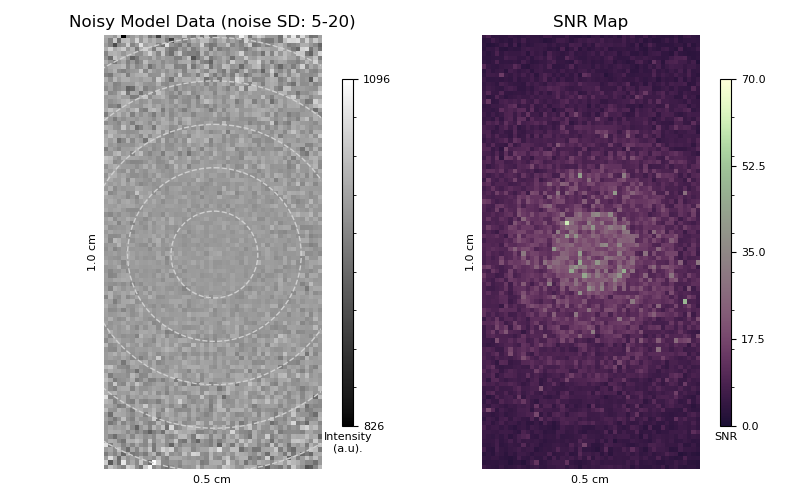 Noisy Model Data (noise SD: 5-20)
1.0 cm
0.5 cm
1096
826
Intensity
(a.u).
SNR Map
1.0 cm
0.5 cm
70.0
52.5
35.0
17.5
0.0
SNR